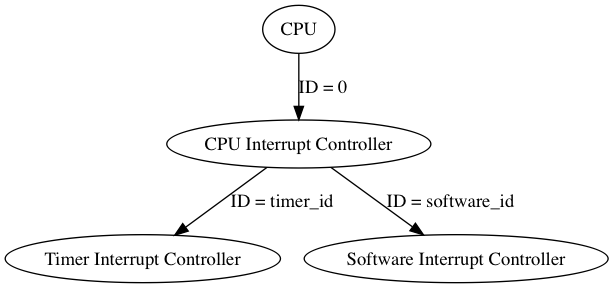 CPU
ID = 0
CPU Interrupt Controller
ID = timer_id
ID = software_id
Timer Interrupt Controller
Software Interrupt Controller